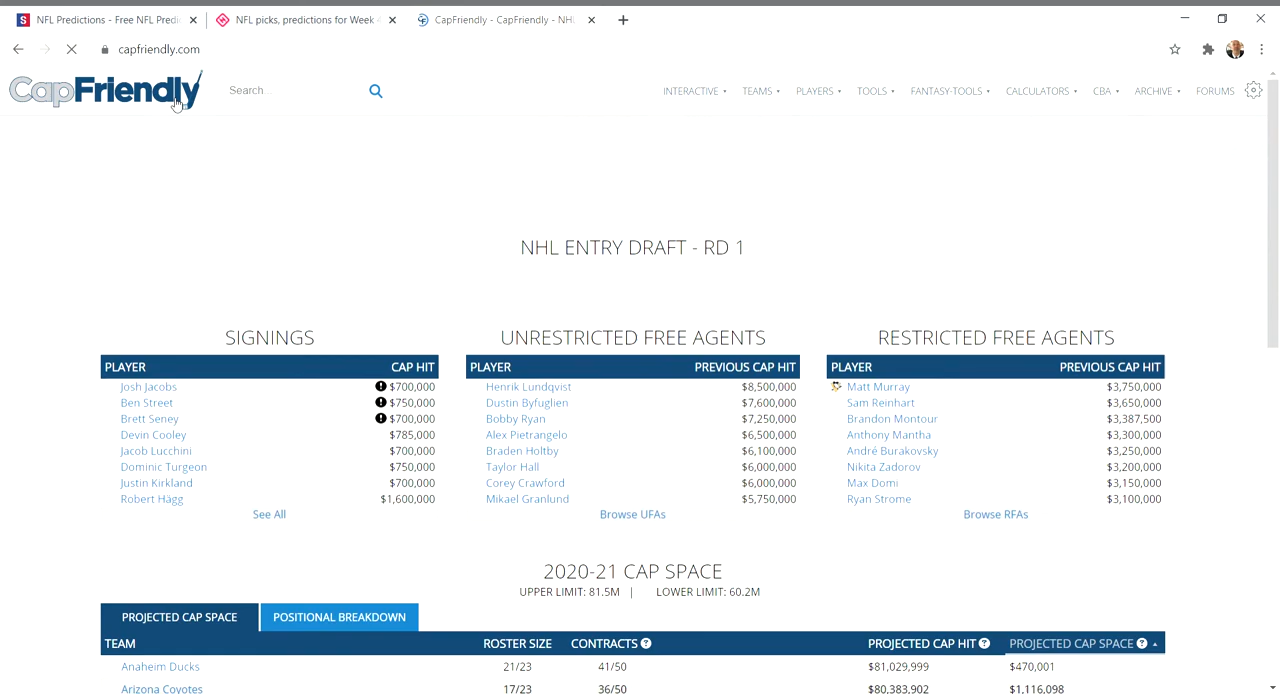 NFL Predictions - Free NFL Predi
NFL picks, predictions for Week 4
CapFriendly - CapFriendly - NHL
capfriendly.com
CapFriendly
Search...
INTERACTIVE
TEAMS
PLAYERS
TOOLS
FANTASY-TOOLS
CALCULATORS
CBA
ARCHIVE
FORUMS
NHL ENTRY DRAFT - RD 1
SIGNINGS
PLAYER CAP HIT
Josh Jacobs $700,000
Ben Street $750,000
Brett Seney $700,000
Devin Cooley $785,000
Jacob Lucchini $700,000
Dominic Turgeon $750,000
Justin Kirkland $700,000
Robert Hägg $1,600,000
See All
UNRESTRICTED FREE AGENTS
PLAYER PREVIOUS CAP HIT
Henrik Lundqvist $8,500,000
Dustin Byfuglien $7,600,000
Bobby Ryan $7,250,000
Alex Pietrangelo $6,500,000
Braden Holtby $6,100,000
Taylor Hall $6,000,000
Corey Crawford $6,000,000
Mikael Granlund $5,750,000
Browse UFAs
RESTRICTED FREE AGENTS
PLAYER PREVIOUS CAP HIT
Matt Murray $3,750,000
Sam Reinhart $3,650,000
Brandon Montour $3,387,500
Anthony Mantha $3,300,000
André Burakovsky $3,250,000
Nikita Zadorov $3,200,000
Max Domi $3,150,000
Ryan Strome $3,100,000
Browse RFAs
2020-21 CAP SPACE
UPPER LIMIT: 81.5M | LOWER LIMIT: 60.2M
PROJECTED CAP SPACE POSITIONAL BREAKDOWN
TEAM ROSTER SIZE CONTRACTS PROJECTED CAP HIT PROJECTED CAP SPACE
Anaheim Ducks 21/23 41/50 $81,029,999 $470,001
Arizona Coyotes 17/23 36/50 $80,383,902 $1,116,098